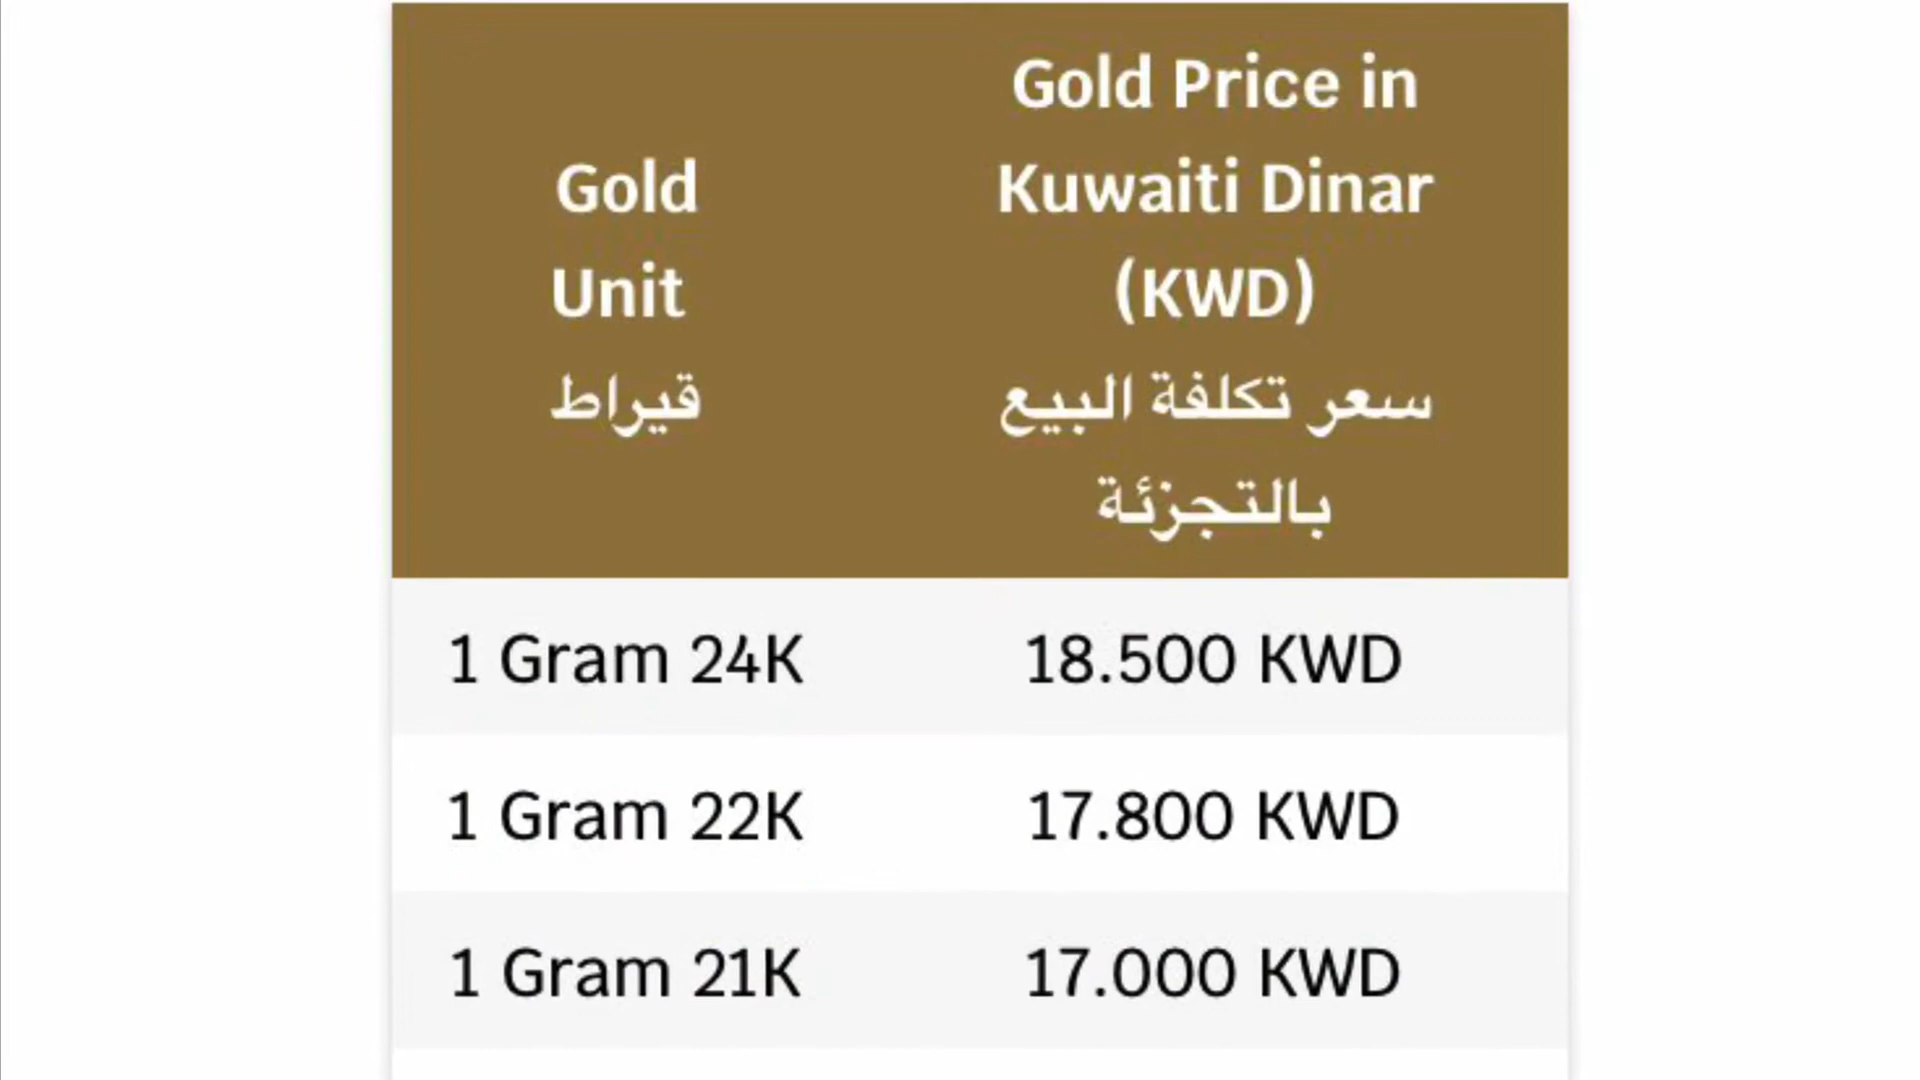 Gold
Unit
قيراط
Gold Price in
Kuwaiti Dinar
(KWD)
سعر تكلفة البيع
بالتجزئة
1 Gram 24K 18.500 KWD
1 Gram 22K 17.800 KWD
1 Gram 21K 17.000 KWD